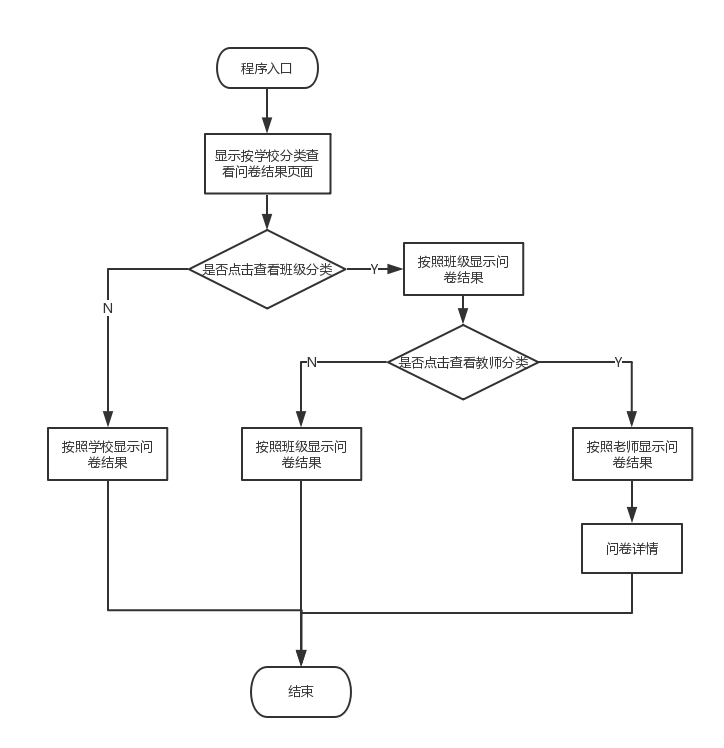 程序入口
显示按学校分类查
看问卷结果页面
是否点击查看班级分类
Y
按照班级显示问
卷结果
N
是否点击查看教师分类
N
Y
按照学校显示问
卷结果
按照班级显示问
卷结果
按照老师显示问
卷结果
问卷详情
结束